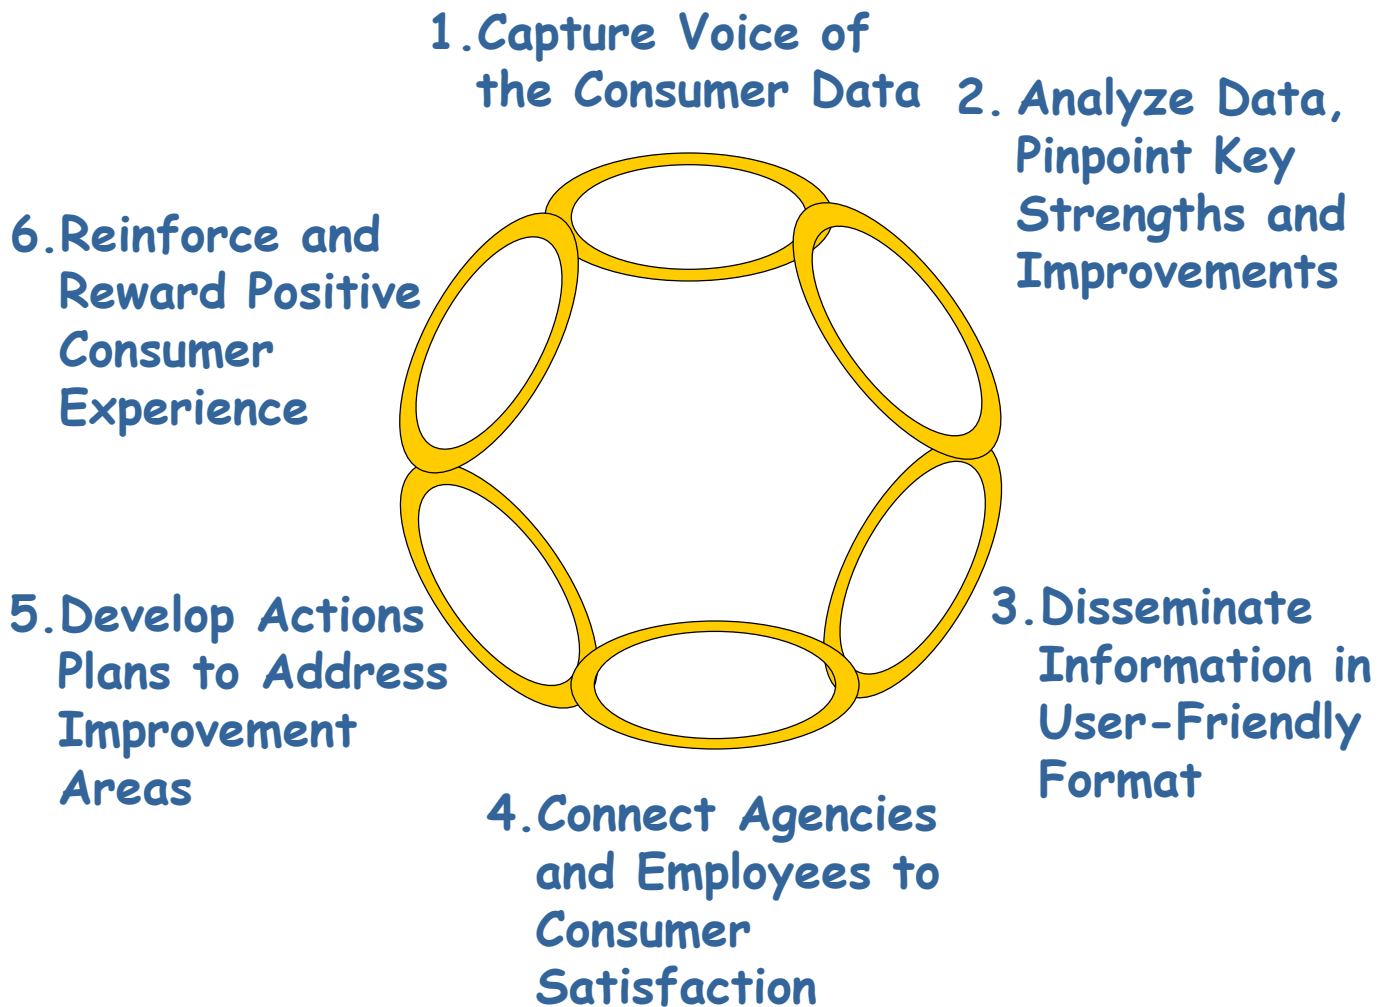 1.Capture Voice of
the Consumer Data
2. Analyze Data,
Pinpoint Key
Strengths and
Improvements
3.Disseminate
Information in
User-Friendly
Format
4.Connect Agencies
and Employees to
Consumer
Satisfaction
5.Develop Actions
Plans to Address
Improvement
Areas
6.Reinforce and
Reward Positive
Consumer
Experience